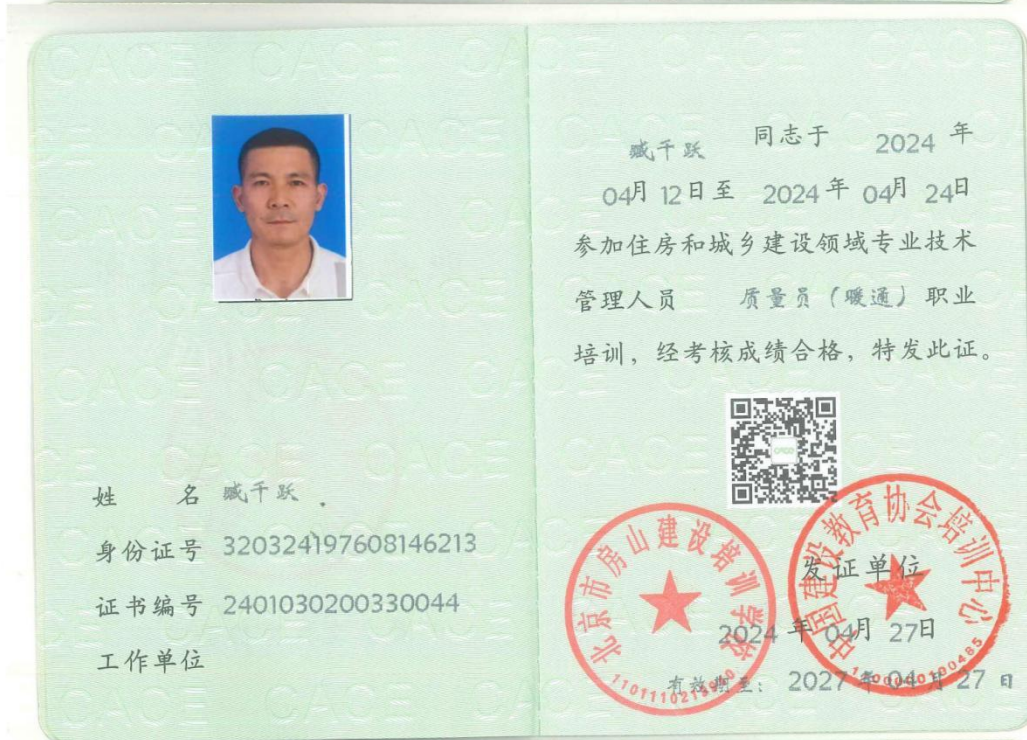 姓 名 臧千跃
身份证号 320324197608146213
证书编号 2401030200330044
工作单位
臧千跃 同志于 2024 年
04月 12日至 2024年 04月 24日
参加住房和城乡建设领域专业技术
管理人员 质量员（暖通）职业
培训，经考核成绩合格，特发此证。
北京市房山建设培训学校
中国建设教育协会培训中心
发证单位
2024 年 04月 27日
有效期至： 2027 年 04 月 27 日
CACE